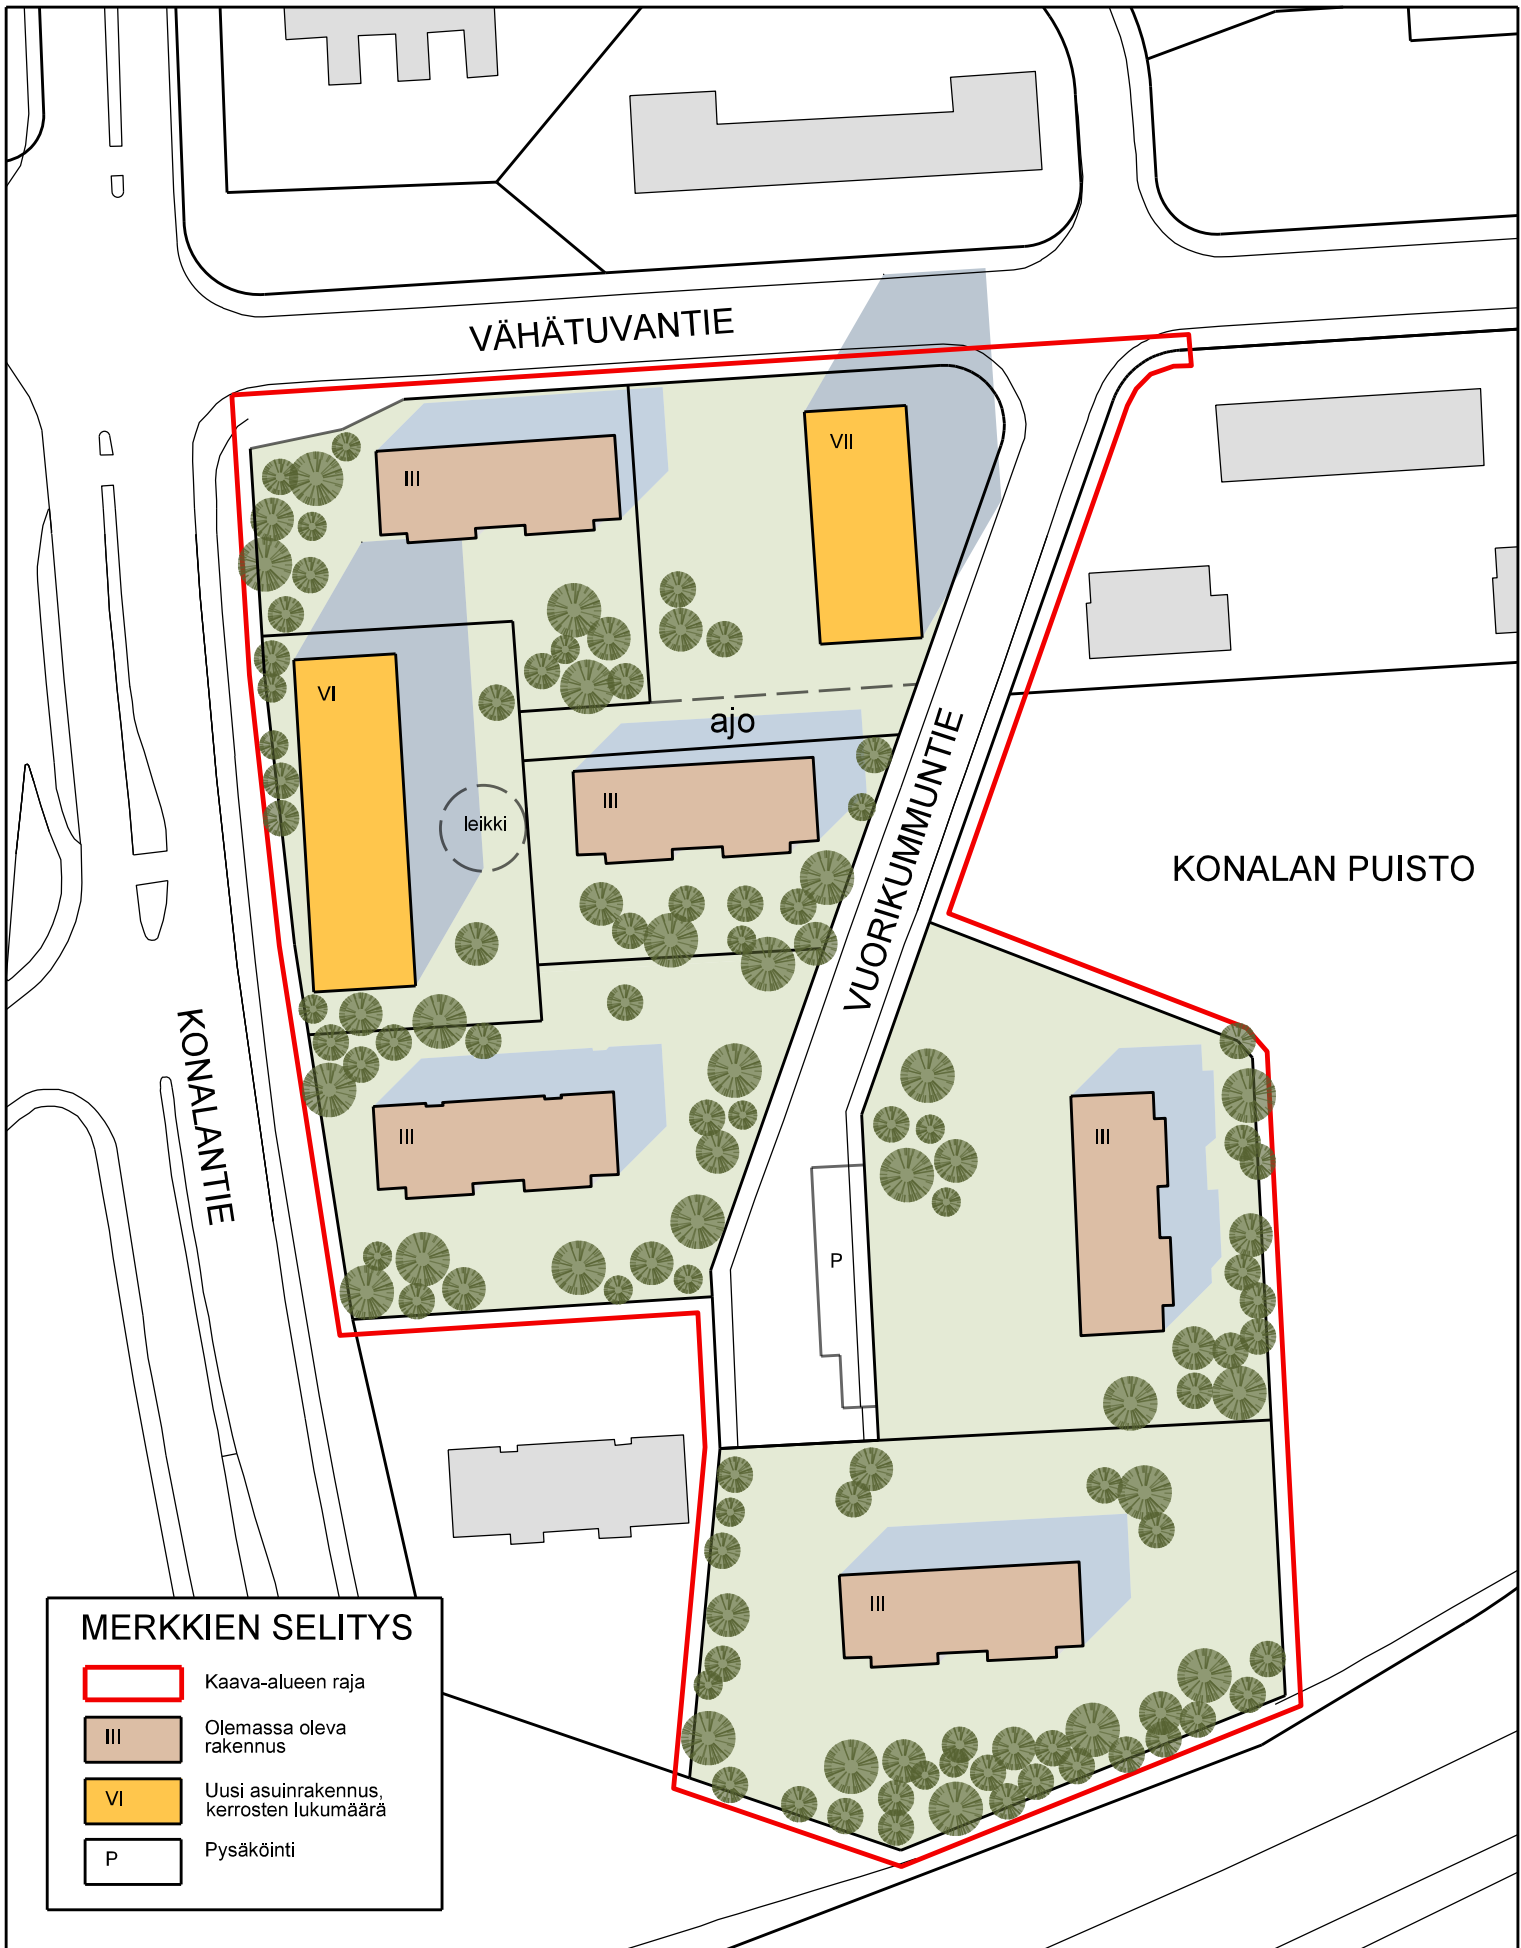 VÄHÄTUVANTIE
VII
III
VI
ajo
III
leikki
VUORIKUMMUNTIE
KONALAN PUISTO
KONALANTIE
III
III
P
III
MERKKIEN SELITYS
Kaava-alueen raja
III
Olemassa oleva
rakennus
VI
Uusi asuinrakennus,
kerrosten lukumäärä
P
Pysäköinti